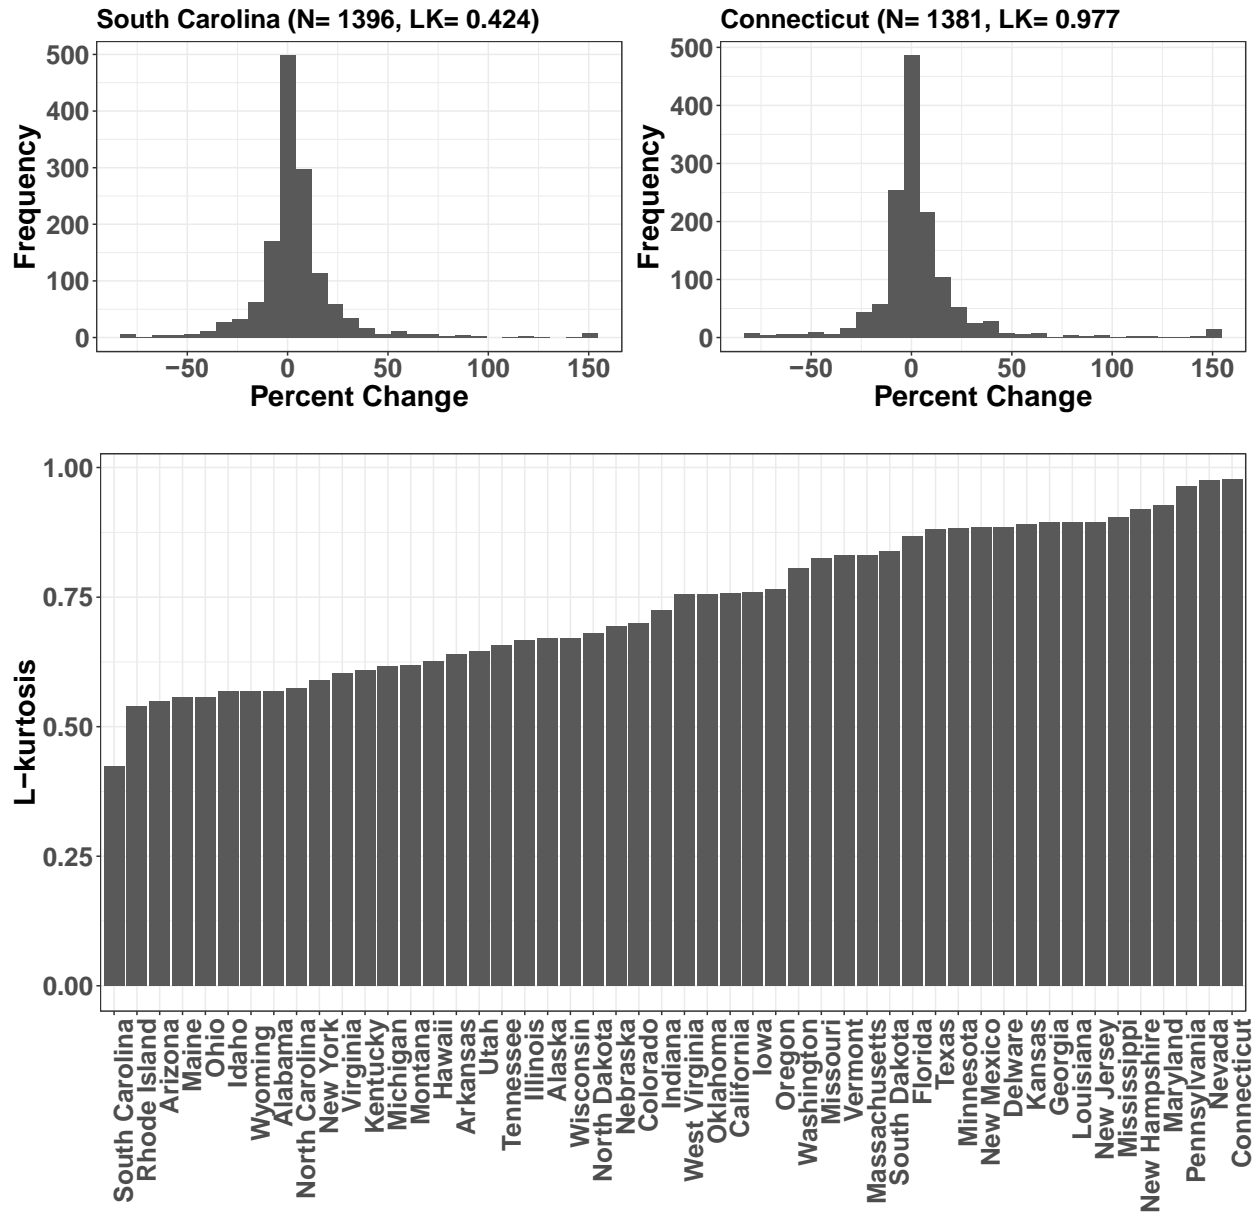 South Carolina (N= 1396, LK= 0.424)
500
400
300
200
100
0
Frequency
−50
0
50
100
150
Percent Change
Connecticut (N= 1381, LK= 0.977
500
400
300
200
100
0
Frequency
−50
0
50
100
150
Percent Change
1.00
0.75
0.50
0.25
0.00
L−kurtosis
South Carolina
Rhode Island
Arizona
Maine
Ohio
Idaho
Wyoming
Alabama
North Carolina
New York
Virginia
Kentucky
Michigan
Montana
Hawaii
Arkansas
Utah
Tennessee
Illinois
Alaska
Wisconsin
North Dakota
Nebraska
Colorado
Indiana
West Virginia
Oklahoma
California
Iowa
Oregon
Washington
Missouri
Vermont
Massachusetts
South Dakota
Florida
Texas
Minnesota
New Mexico
Delware
Kansas
Georgia
Louisiana
New Jersey
Mississippi
New Hampshire
Maryland
Pennsylvania
Nevada
Connecticut